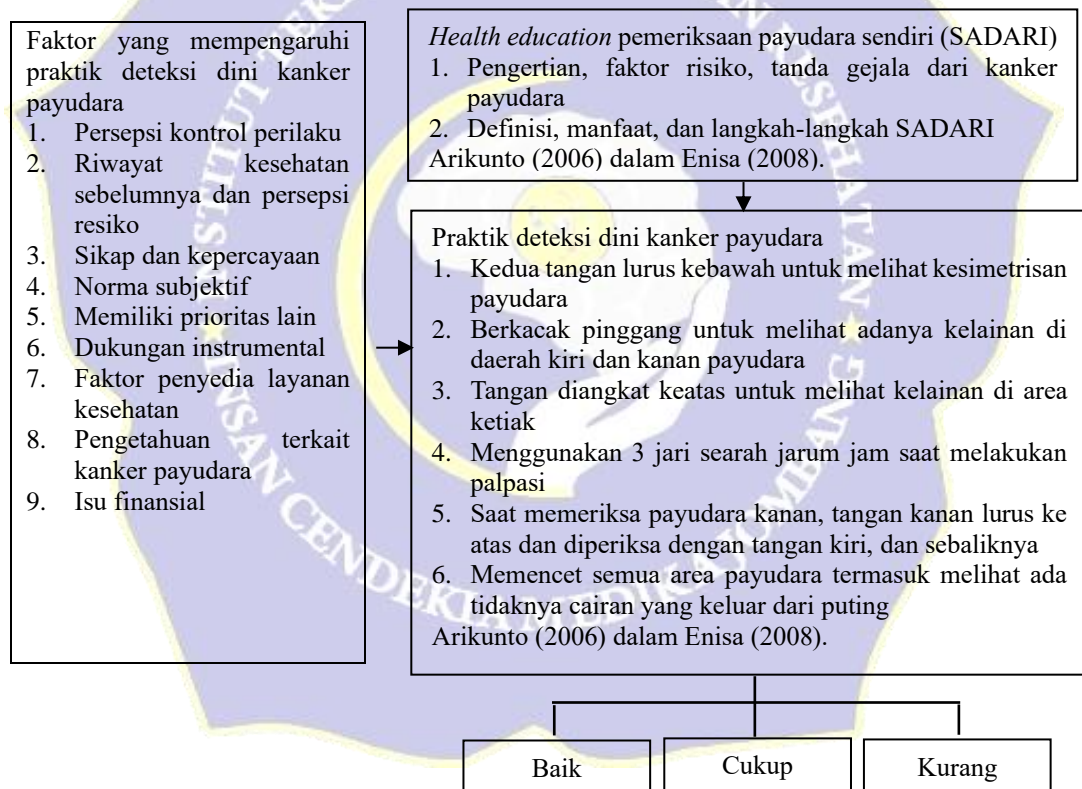 Faktor yang mempengaruhi
praktik deteksi dini kanker
payudara
1. Persepsi kontrol perilaku
2. Riwayat kesehatan
sebelumnya dan persepsi
resiko
3. Sikap dan kepercayaan
4. Norma subjektif
5. Memiliki prioritas lain
6. Dukungan instrumental
7. Faktor penyedia layanan
kesehatan
8. Pengetahuan terkait
kanker payudara
9. Isu finansial
Health education pemeriksaan payudara sendiri (SADARI)
1. Pengertian, faktor risiko, tanda gejala dari kanker
payudara
2. Definisi, manfaat, dan langkah-langkah SADARI
Arikunto (2006) dalam Enisa (2008).
Praktik deteksi dini kanker payudara
1. Kedua tangan lurus kebawah untuk melihat kesimetrisan
payudara
2. Berkacak pinggang untuk melihat adanya kelainan di
daerah kiri dan kanan payudara
3. Tangan diangkat keatas untuk melihat kelainan di area
ketiak
4. Menggunakan 3 jari searah jarum jam saat melakukan
palpasi
5. Saat memeriksa payudara kanan, tangan kanan lurus ke
atas dan diperiksa dengan tangan kiri, dan sebaliknya
6. Memencet semua area payudara termasuk melihat ada
tidaknya cairan yang keluar dari puting
Arikunto (2006) dalam Enisa (2008).
Baik
Cukup
Kurang
INSAN CENDEKIA MEDIKA JOMBANG